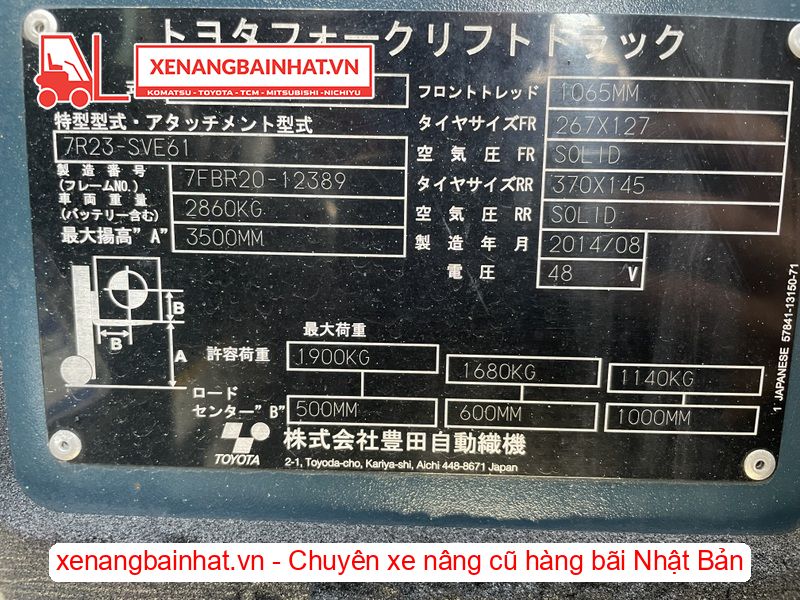 トヨタフォークリフトトラック
XENANGBAINHAT.VN
KOMATSU - TOYOTA - TCM - MITSUBISHI - NICHIYU
特型型式・アタッチメント型式
7R23-SVE61
製造番号
(フレームNO.) 7FBR20-12389
車両重量
(バッテリー含む) 2860KG
最大揚高"A" 3500MM
フロントトレッド 1065MM
タイヤサイズFR 267X127
空気圧 FR SOLID
タイヤサイズRR 370X145
空気圧 RR SOLID
製造年月 2014/08
電圧 48 V
B
B
A
最大荷重
許容荷重 1900KG 1680KG 1140KG
ロード
センター"B" 500MM 600MM 1000MM
TOYOTA
株式会社豊田自動織機
2-1, Toyoda-cho, Kariya-shi, Aichi 448-8671 Japan
1 JAPANESE 57841-13150-71
xenangbainhat.vn - Chuyên xe nâng cũ hàng bãi Nhật Bản